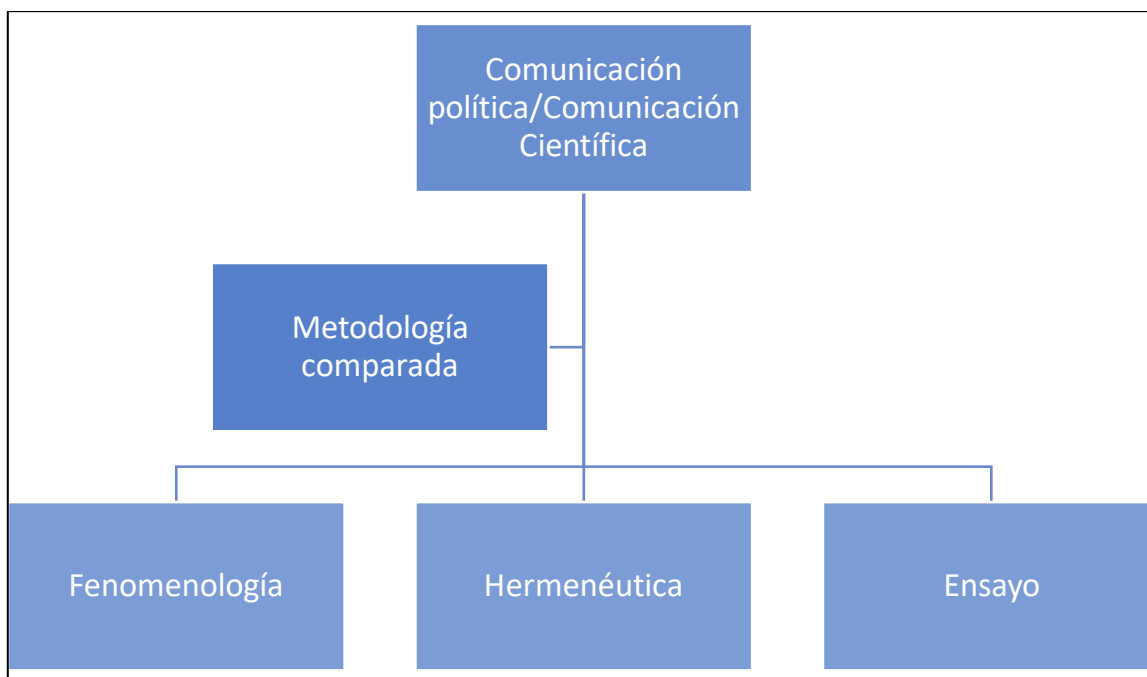 Comunicación
política/Comunicación
Científica
Metodología
comparada
Fenomenología
Hermenéutica
Ensayo